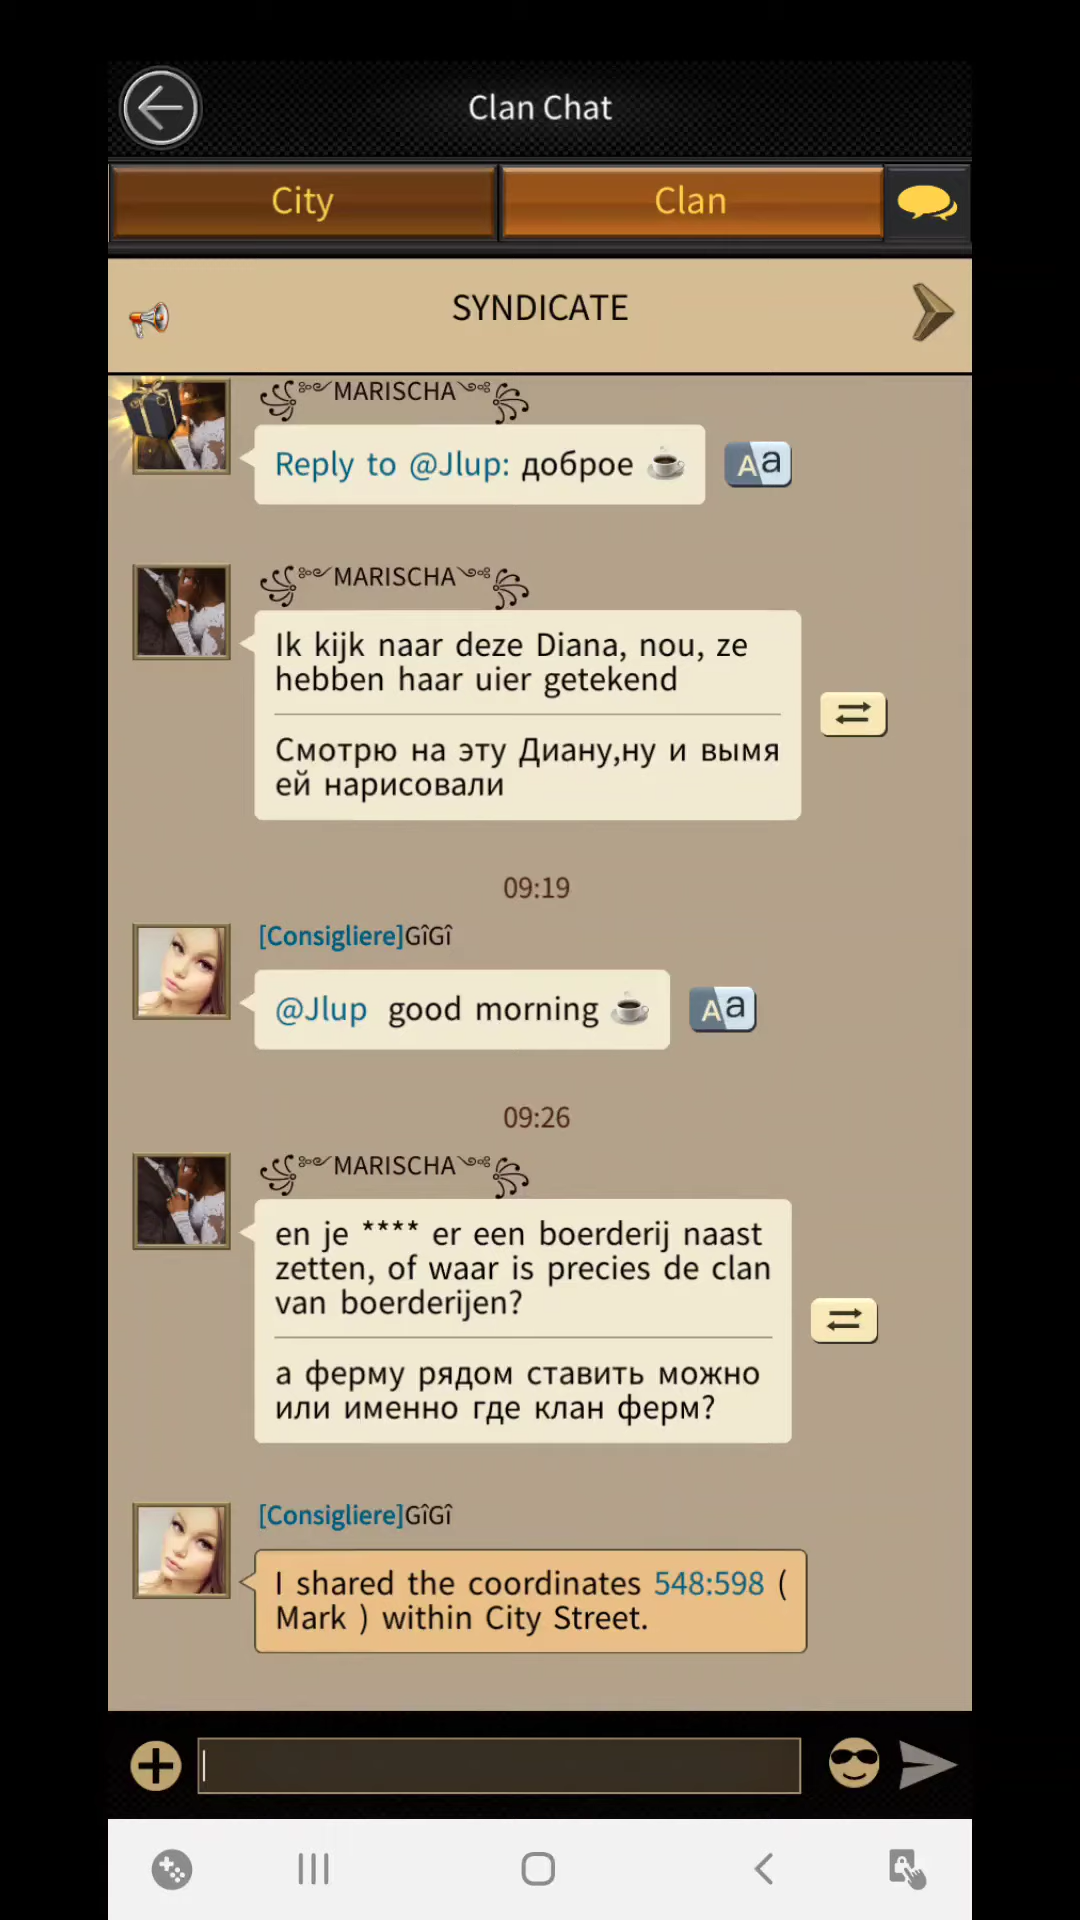 Clan Chat
City
Clan
SYNDICATE
MARISCHA
Reply to @Jlup: доброе ☕
Aa
MARISCHA
Ik kijk naar deze Diana, nou, ze
hebben haar uier getekend
Смотрю на эту Диану,ну и вымя
ей нарисовали
09:19
[Consigliere]GîGî
@Jlup good morning ☕
Aa
09:26
MARISCHA
en je **** er een boerderij naast
zetten, of waar is precies de clan
van boerderijen?
а ферму рядом ставить можно
или именно где клан ферм?
[Consigliere]GîGî
I shared the coordinates 548:598 (
Mark ) within City Street.